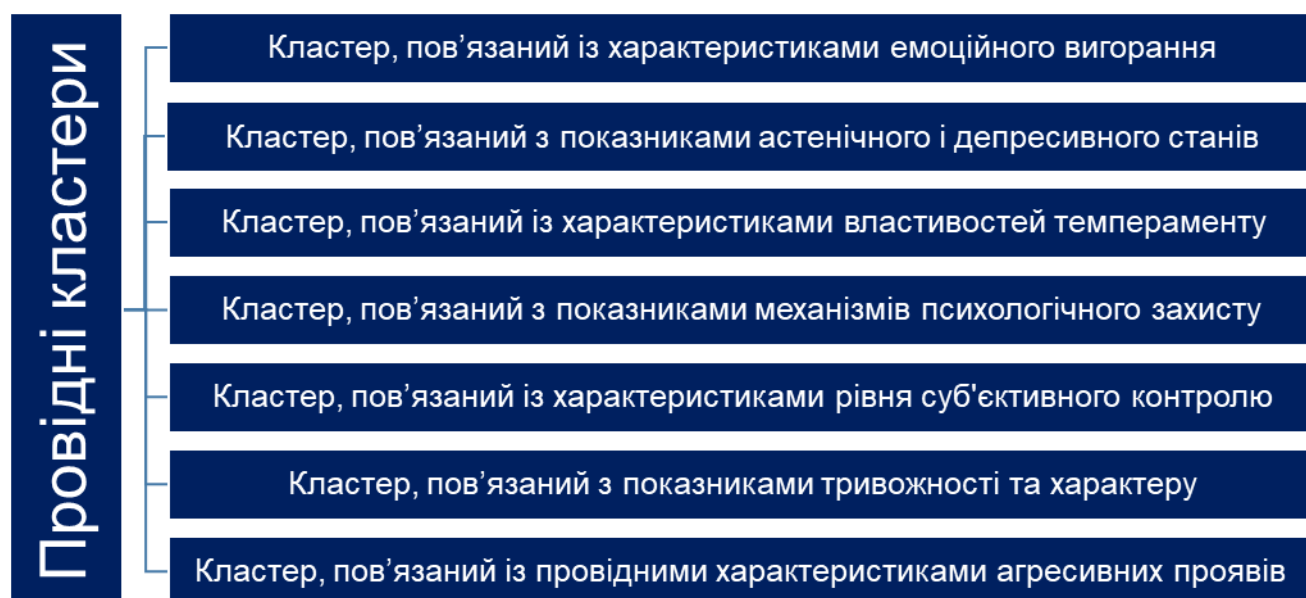 Провідні кластери
Кластер, пов’язаний із характеристиками емоційного вигорання
Кластер, пов’язаний з показниками астенічного і депресивного станів
Кластер, пов’язаний із характеристиками властивостей темпераменту
Кластер, пов’язаний з показниками механізмів психологічного захисту
Кластер, пов’язаний із характеристиками рівня суб'єктивного контролю
Кластер, пов’язаний з показниками тривожності та характеру
Кластер, пов’язаний із провідними характеристиками агресивних проявів